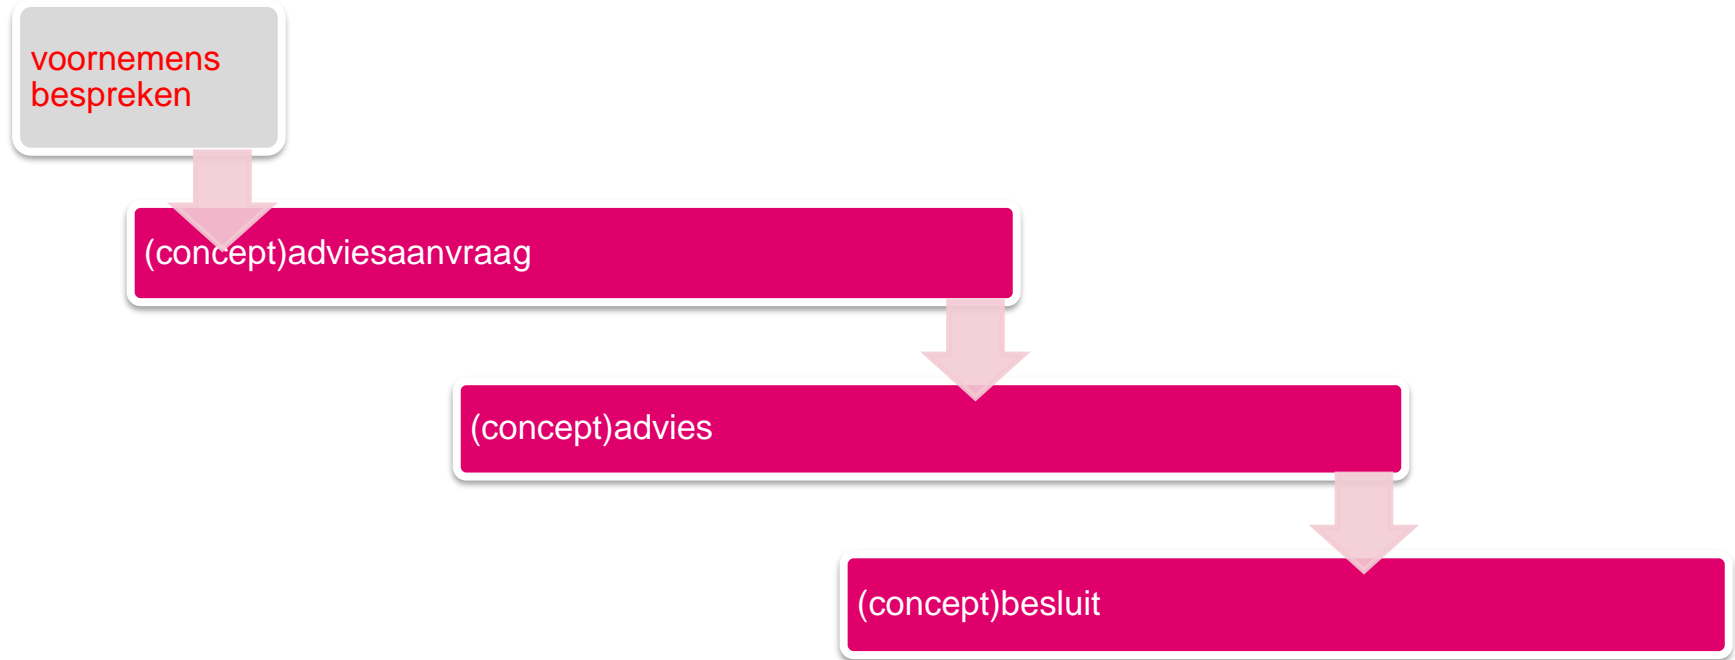 voornemens
bespreken
(concept)adviesaanvraag
(concept)advies
(concept)besluit